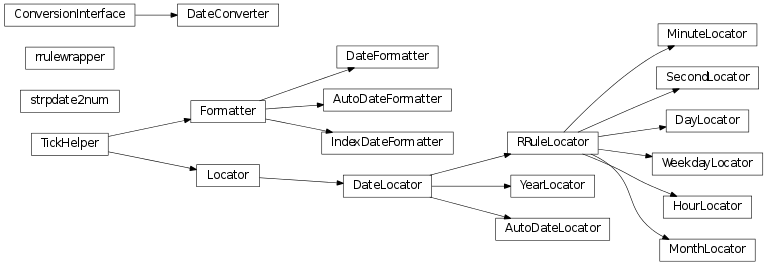 ConversionInterface
DateConverter
rrulewrapper
strpdate2num
TickHelper
Formatter
Locator
DateFormatter
AutoDateFormatter
IndexDateFormatter
DateLocator
RRuleLocator
YearLocator
AutoDateLocator
MinuteLocator
SecondLocator
DayLocator
WeekdayLocator
HourLocator
MonthLocator